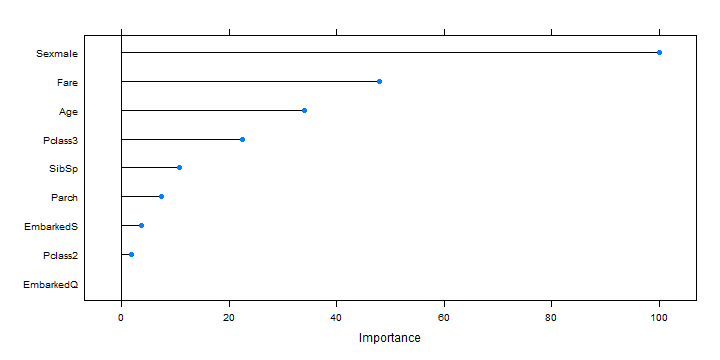 Sexmale
Fare
Age
Pclass3
SibSp
Parch
EmbarkedS
Pclass2
EmbarkedQ
0 20 40 60 80 100
Importance